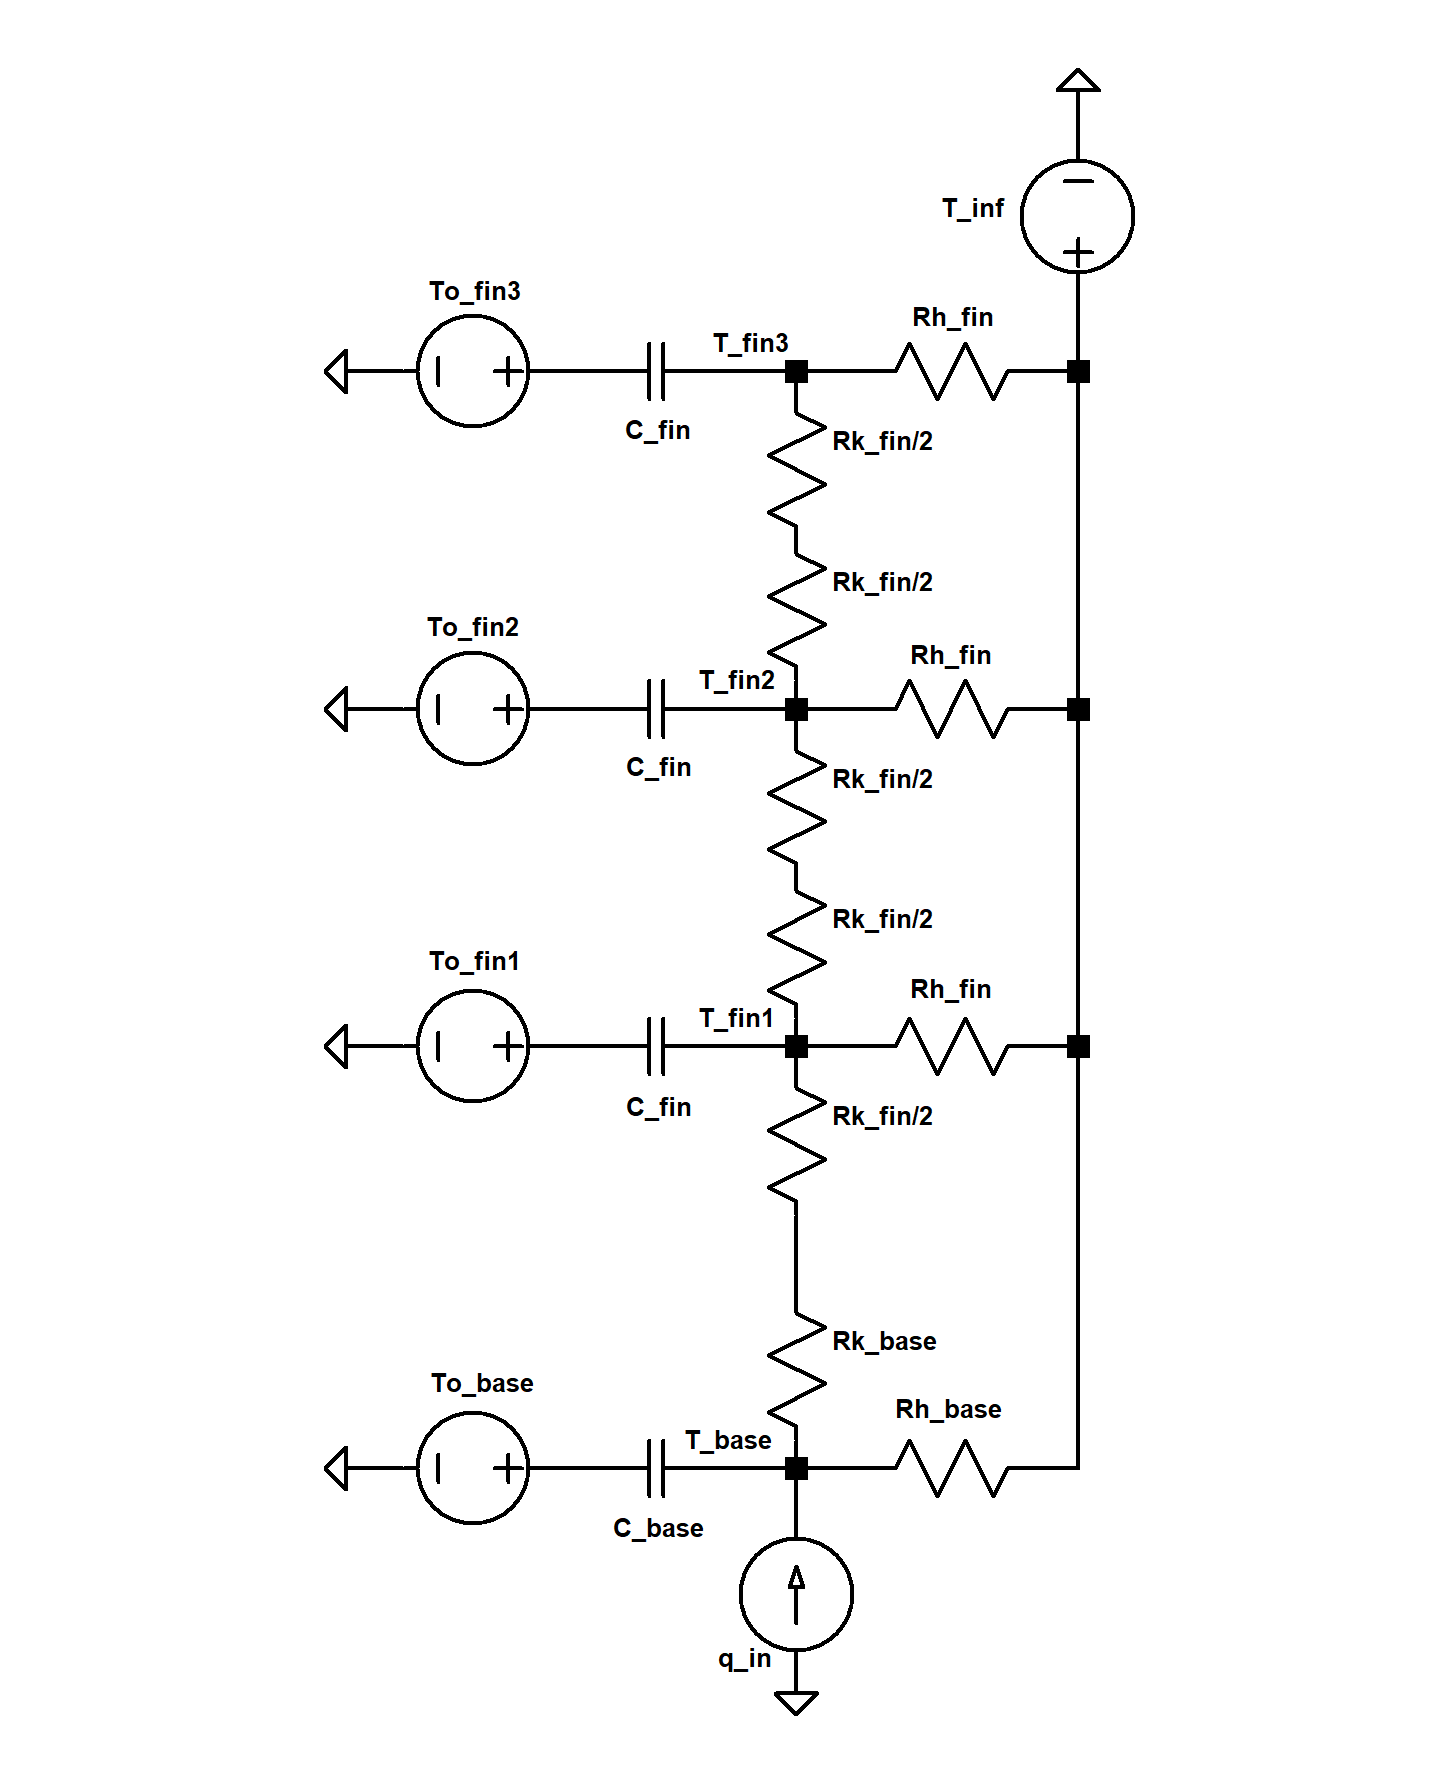 T_inf
To_fin3
Rh_fin
T_fin3
C_fin
Rk_fin/2
Rk_fin/2
To_fin2
Rh_fin
T_fin2
C_fin
Rk_fin/2
Rk_fin/2
To_fin1
Rh_fin
T_fin1
C_fin
Rk_fin/2
Rk_base
To_base
Rh_base
T_base
C_base
q_in